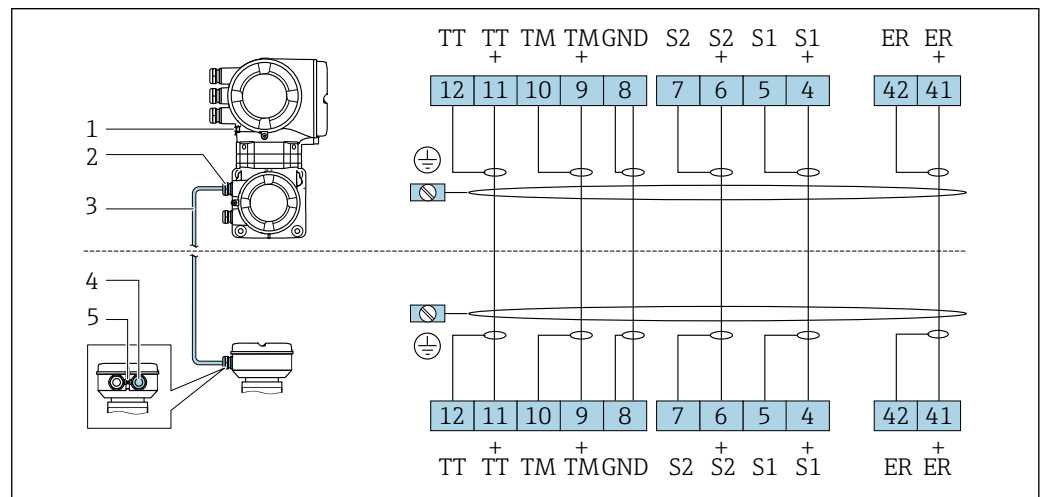 TT TT TM TM GND S2 S2 S1 S1 ER ER
+ + + + +
12 11 10 9 8 7 6 5 4 42 41
1
2
3
4
5
12 11 10 9 8 7 6 5 4 42 41
+ + + + +
TT TT TM TM GND S2 S2 S1 S1 ER ER